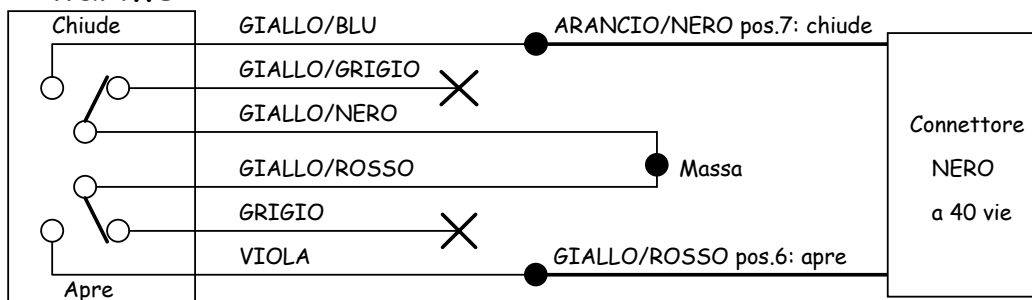 Chiude
GIALLO/BLU
ARANCIO/NERO pos.7: chiude
GIALLO/GRIGIO
GIALLO/NERO
Connettore
GIALLO/ROSSO
Massa
NERO
GRIGIO
a 40 vie
VIOLA
GIALLO/ROSSO pos.6: apre
Apre